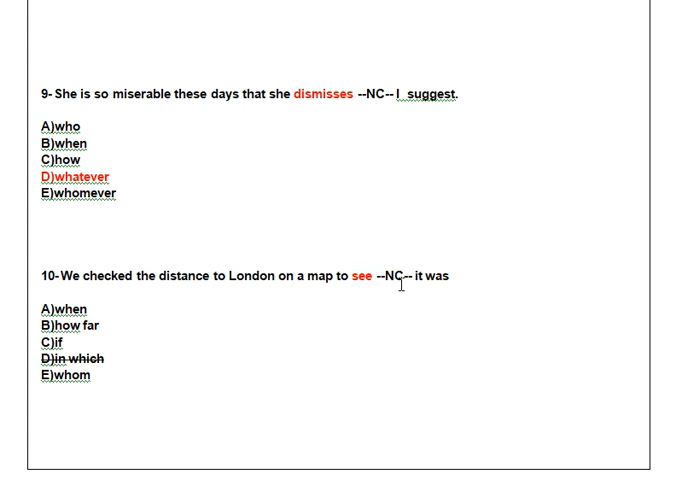 9- She is so miserable these days that she dismisses --NC-- I suggest.
A)who
B)when
C)how
D)whatever
E)whomever
10-We checked the distance to London on a map to see --NC-- it was
A)when
B)how far
C)if
D)in which
E)whom